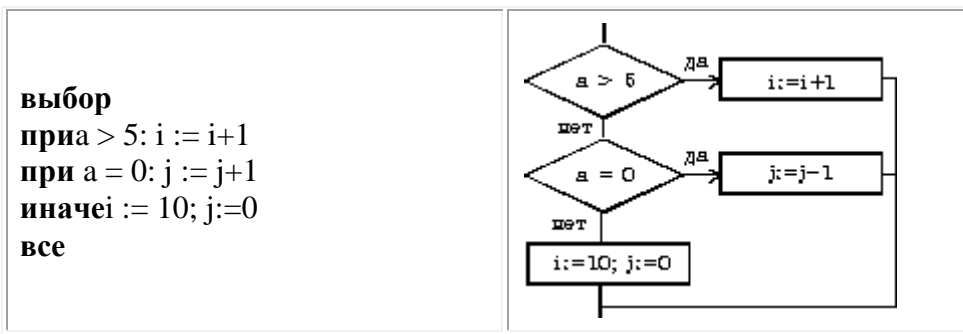 выбор
приa > 5: i := i+1
при a = 0: j := j+1
иначеi := 10; j:=0
все
a > 5
да
i:=i+1
нет
a = 0
да
j:=j-1
нет
i:=10; j:=0